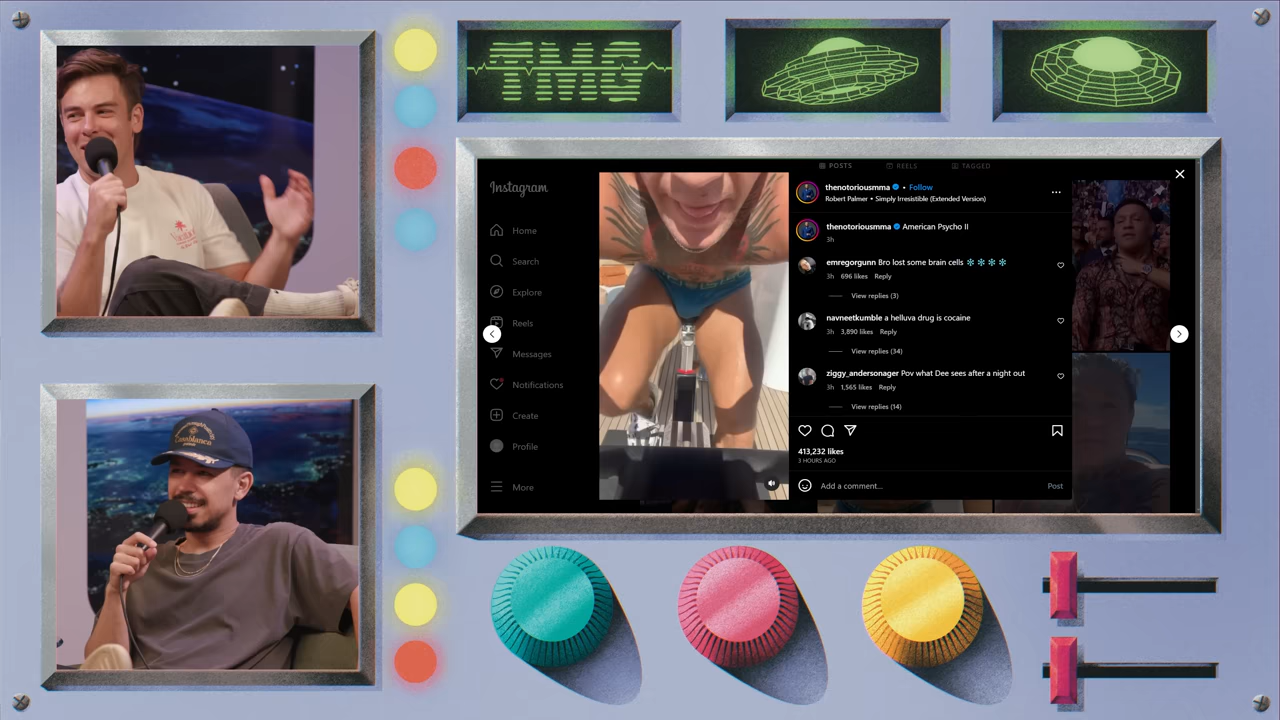 TMG
POSTS
REELS
TAGGED
Instagram
Home
Search
Explore
Reels
Messages
Notifications
Create
Profile
More
thenotoriousmma • Follow
Robert Palmer • Simply Irresistible (Extended Version)
thenotoriousmma American Psycho II
3h
emregorgunn Bro lost some brain cells
3h 696 likes Reply
View replies (3)
navneetkumble a helluva drug is cocaine
3h 3,890 likes Reply
View replies (34)
ziggy_andersonager Pov what Dee sees after a night out
3h 1,565 likes Reply
View replies (14)
413,232 likes
3 HOURS AGO
Add a comment...
Post
Casablanca